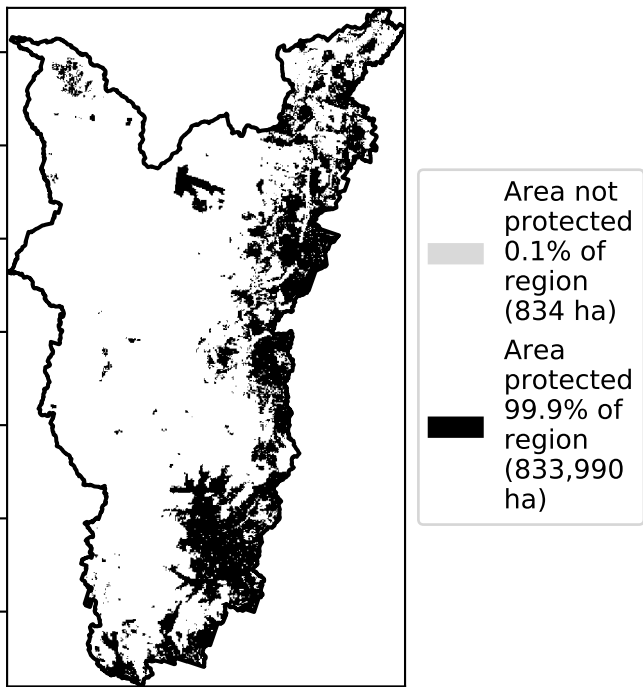 Area not
protected
0.1% of
region
(834 ha)
Area
protected
99.9% of
region
(833,990
ha)